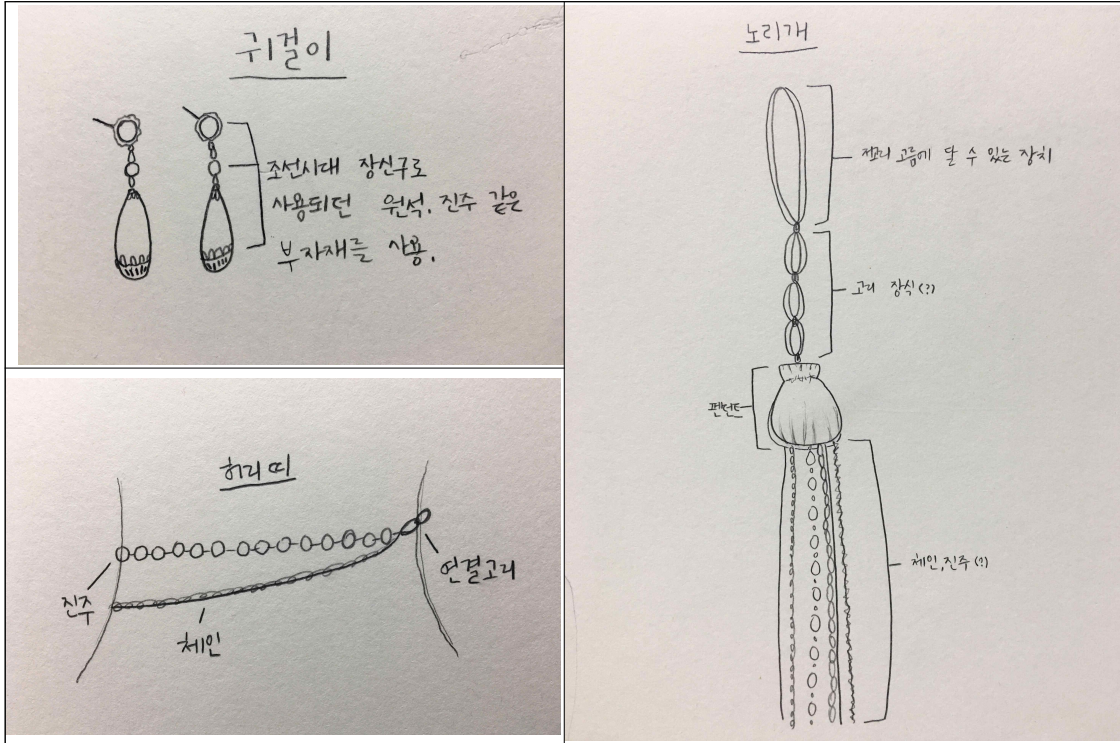 귀걸이
조선시대 장신구로
사용되던 원석, 진주 같은
부자재를 사용.
허리띠
진주
체인
연결고리
노리개
저고리 고름에 달 수 있는 장치
고리 장식(?)
펜던트
체인,진주(?)